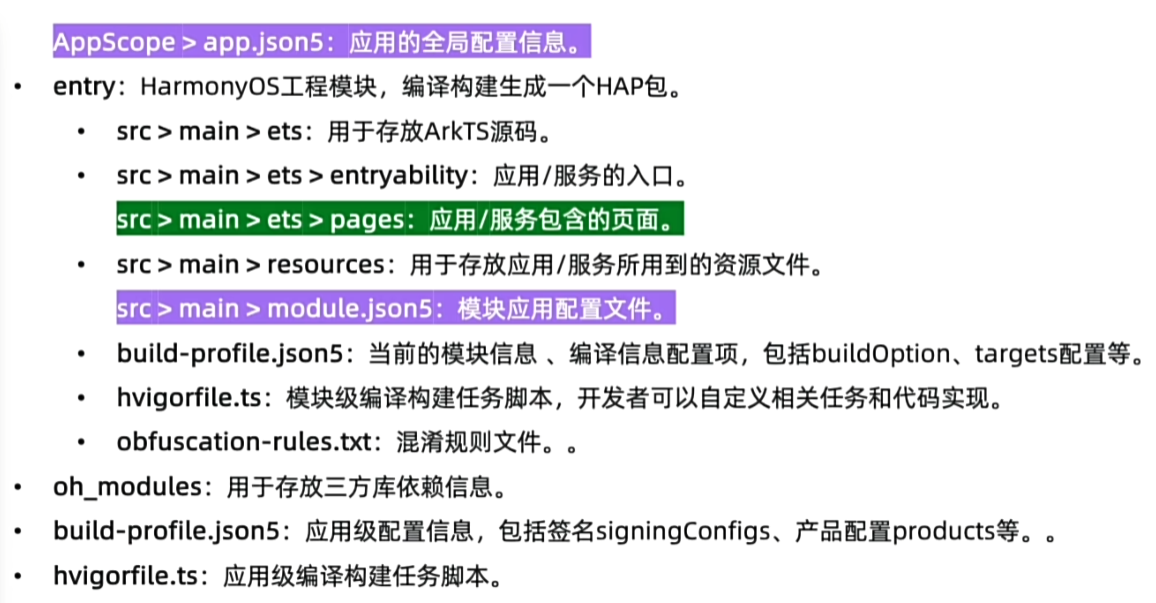 AppScope > app.json5：应用的全局配置信息。
• entry：HarmonyOS工程模块，编译构建生成一个HAP包。
• src > main > ets：用于存放ArkTS源码。
• src > main > ets > entryability：应用/服务的入口。
src > main > ets > pages：应用/服务包含的页面。
• src > main > resources：用于存放应用/服务所用到的资源文件。
src > main > module.json5：模块应用配置文件。
• build-profile.json5：当前的模块信息 、编译信息配置项，包括buildOption、targets配置等。
• hvigorfile.ts：模块级编译构建任务脚本，开发者可以自定义相关任务和代码实现。
• obfuscation-rules.txt：混淆规则文件。。
• oh_modules：用于存放三方库依赖信息。
• build-profile.json5：应用级配置信息，包括签名signingConfigs、产品配置products等。。
• hvigorfile.ts：应用级编译构建任务脚本。